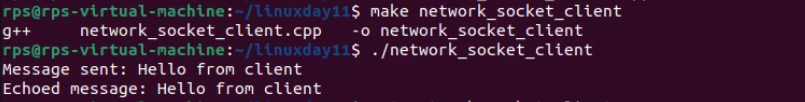 rps@rps-virtual-machine:~/linuxday11$ make network_socket_client
g++     network_socket_client.cpp   -o network_socket_client
rps@rps-virtual-machine:~/linuxday11$ ./network_socket_client
Message sent: Hello from client
Echoed message: Hello from client